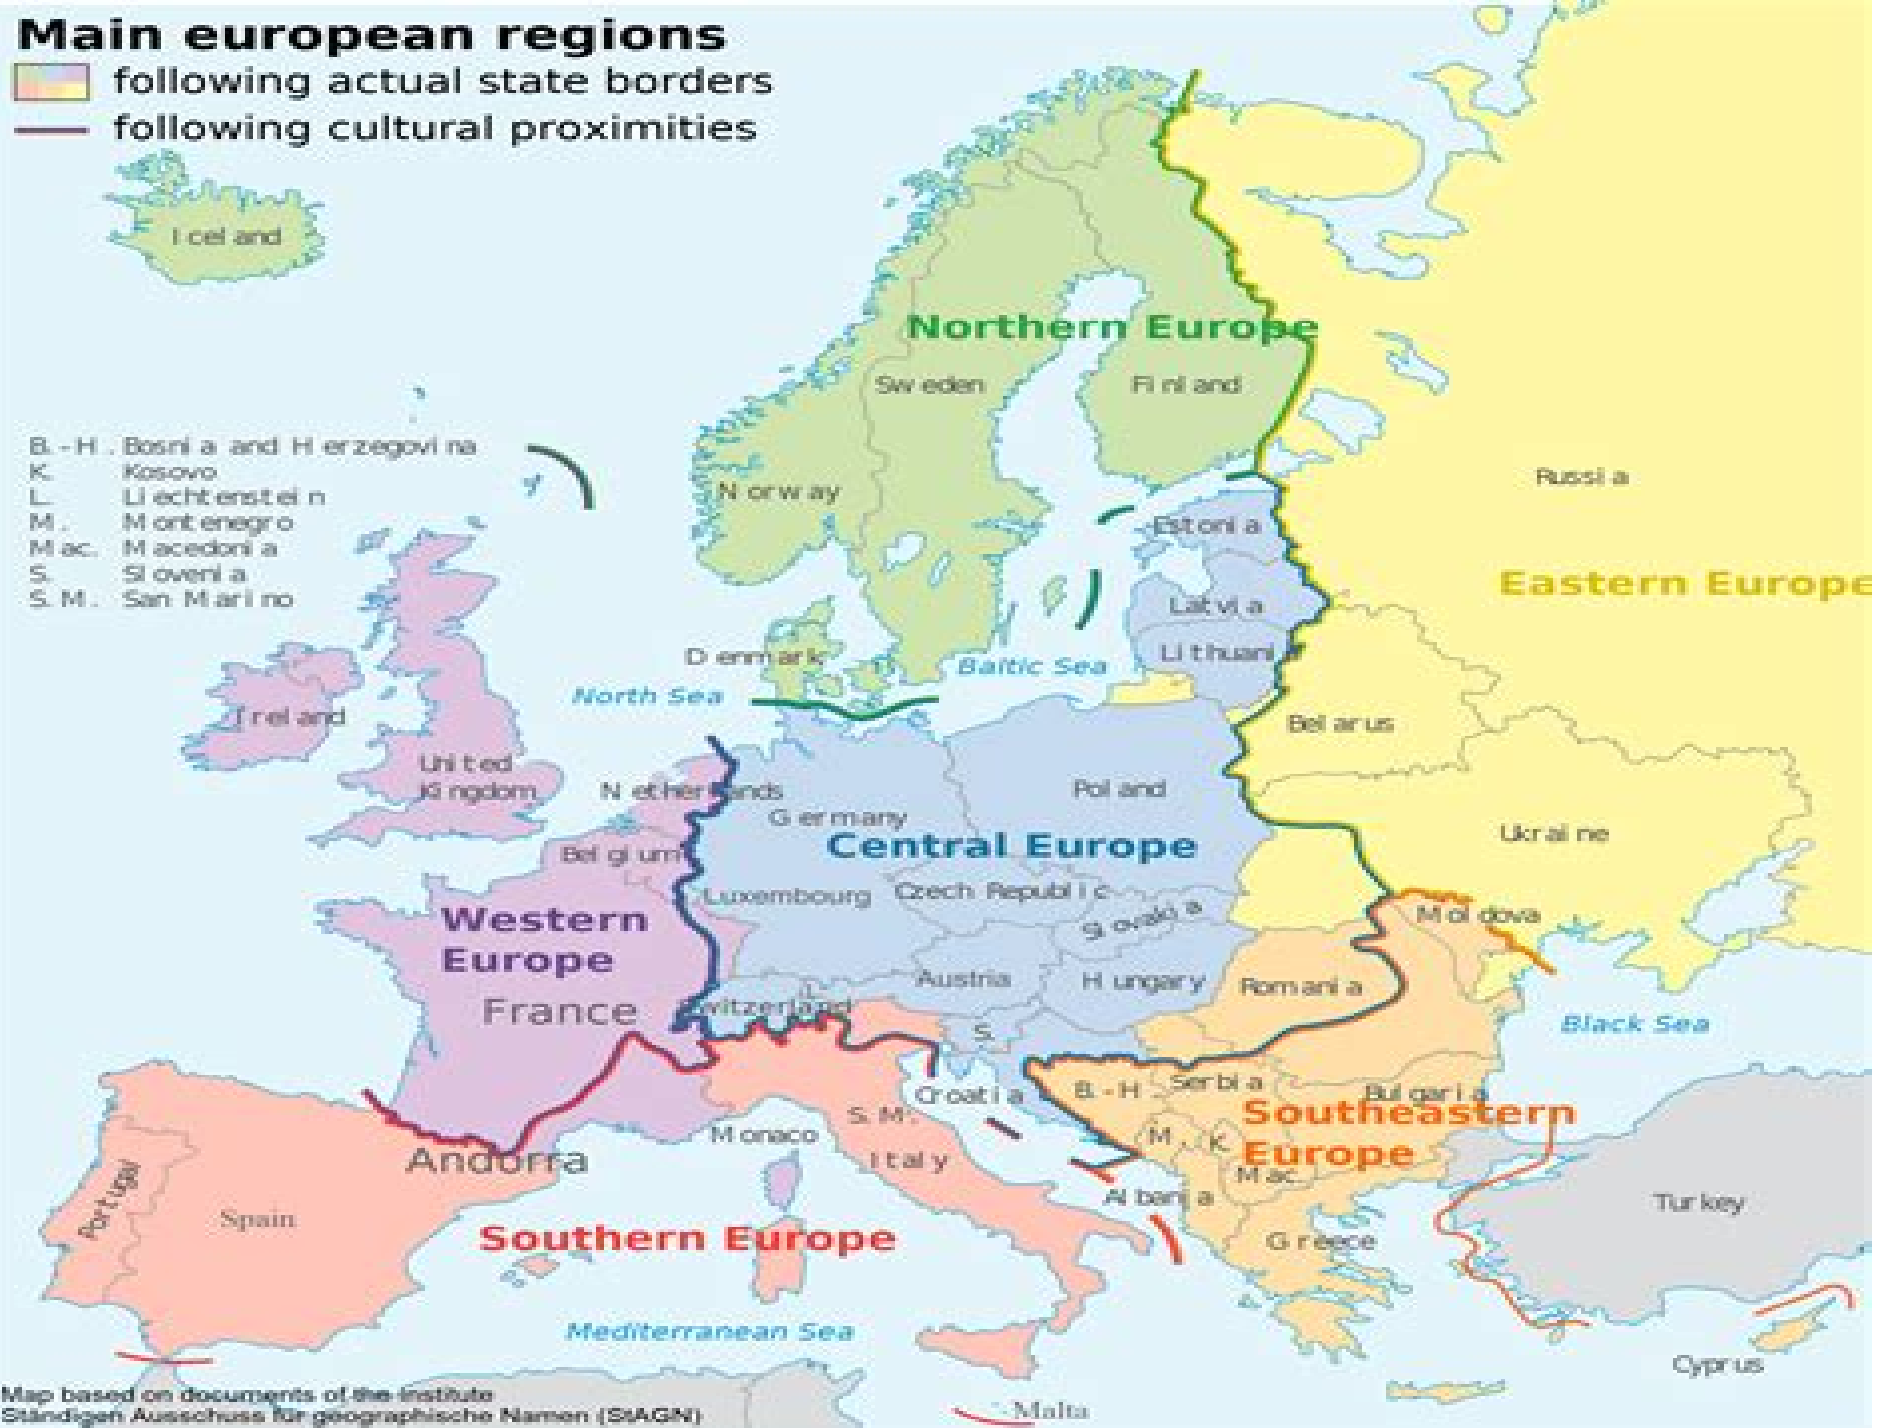 Main european regions
following actual state borders
following cultural proximities
Iceland
Northern Europe
Sweden
Finland
B.-H. Bosnia and Herzegovina
K. Kosovo
L. Liechtenstein
M. Montenegro
Mac. Macedonia
S. Slovenia
S.M. San Marino
Norway
Russia
Estonia
Eastern Europe
Latvia
Lithuani
Denmark
Baltic Sea
North Sea
Ireland
Belarus
United
Kingdom
Netherlands
Poland
Germany
Ukraine
Central Europe
Belgium
Luxembourg
Czech Republic
Slovakia
Moldova
Western
Europe
Austria
Hungary
Romania
France
Switzerland
S.
Black Sea
Croatia
B.-H.
Serbia
Bulgaria
Southeastern
Europe
S.M.
Monaco
M.
K.
Italy
Andorra
Mac.
Albania
Portugal
Spain
Turkey
Southern Europe
Greece
Mediterranean Sea
Cyprus
Malta
Map based on documents of the institute
Ständigen Ausschuss für geographische Namen (StAGN)